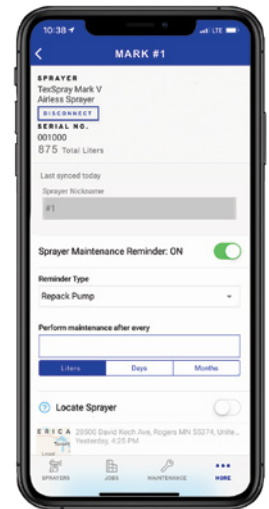 10:38
LTE
MARK #1
SPRAYER
TexSpray Mark V
Airless Sprayer
DISCONNECT
SERIAL NO.
001000
875 Total Liters
Last synced today
Sprayer Nickname
#1
Sprayer Maintenance Reminder: ON
Reminder Type
Repack Pump
Perform maintenance after every
Liters Days Months
Locate Sprayer
ERICA 20500 David Koch Ave, Rogers MN 55374, Unite...
Yesterday, 4:25 PM
SPRAYERS JOBS MAINTENANCE MORE